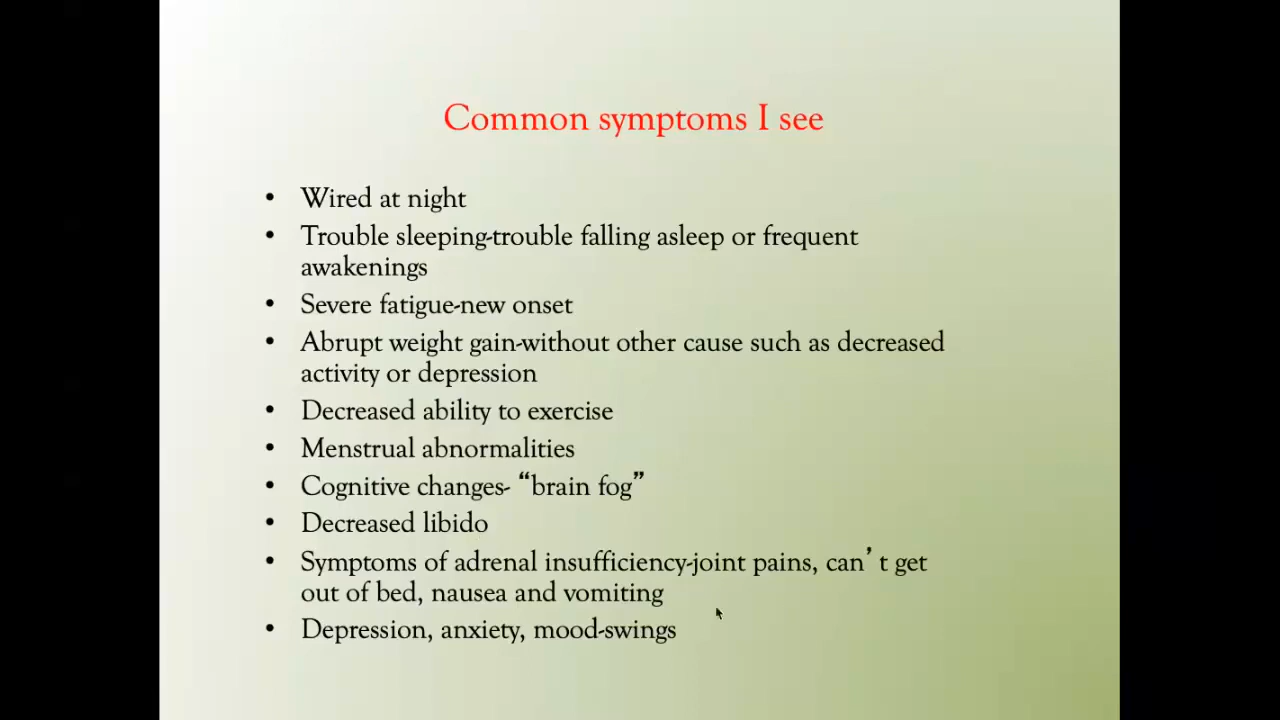 Common symptoms I see
• Wired at night
• Trouble sleeping-trouble falling asleep or frequent
awakenings
• Severe fatigue-new onset
• Abrupt weight gain-without other cause such as decreased
activity or depression
• Decreased ability to exercise
• Menstrual abnormalities
• Cognitive changes- “brain fog”
• Decreased libido
• Symptoms of adrenal insufficiency-joint pains, can’ t get
out of bed, nausea and vomiting
• Depression, anxiety, mood-swings